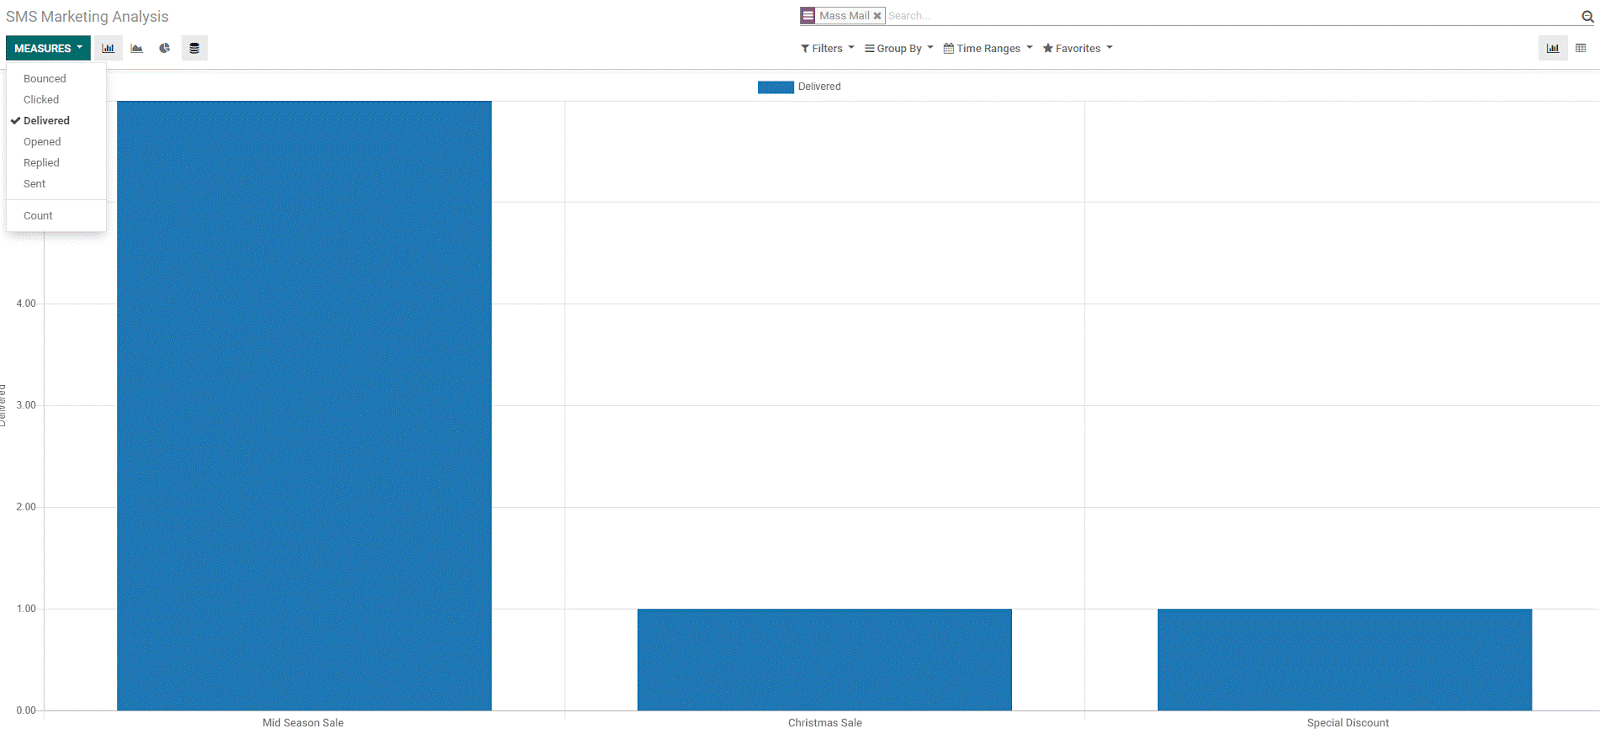 SMS Marketing Analysis
Mass Mail Search...
MEASURES
Filters Group By Time Ranges Favorites
Bounced
Clicked
Delivered
Opened
Replied
Sent
Count
Delivered
4.00
3.00
2.00
1.00
0.00
Delivered
Mid Season Sale Christmas Sale Special Discount